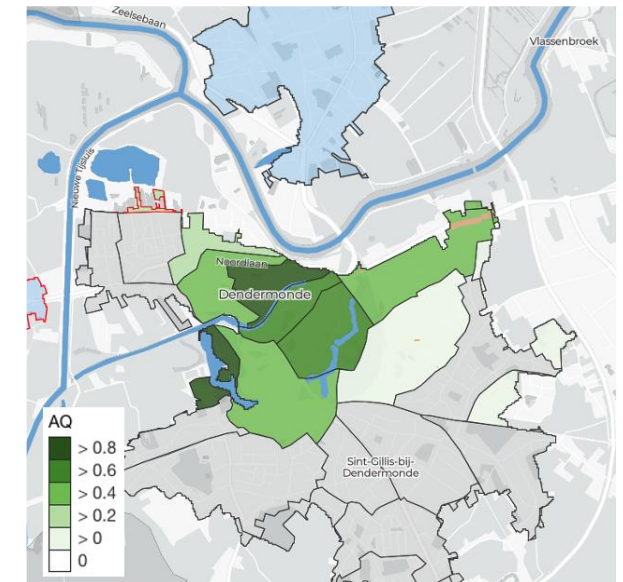 Zeelsebaan
Vlassenbroek
Nieuwe Tijsluis
Noordlaan
Dendermonde
AQ
> 0.8
> 0.6
> 0.4
> 0.2
> 0
0
Sint-Gillis-bij-
Dendermonde